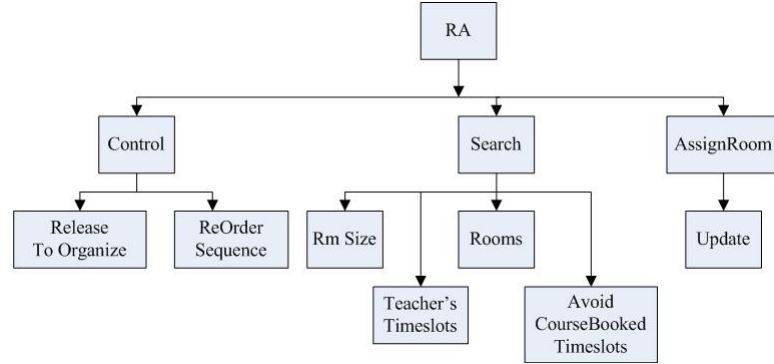 RA
Control
Search
AssignRoom
Release
To Organize
ReOrder
Sequence
Rm Size
Rooms
Update
Teacher's
Timeslots
Avoid
CourseBooked
Timeslots